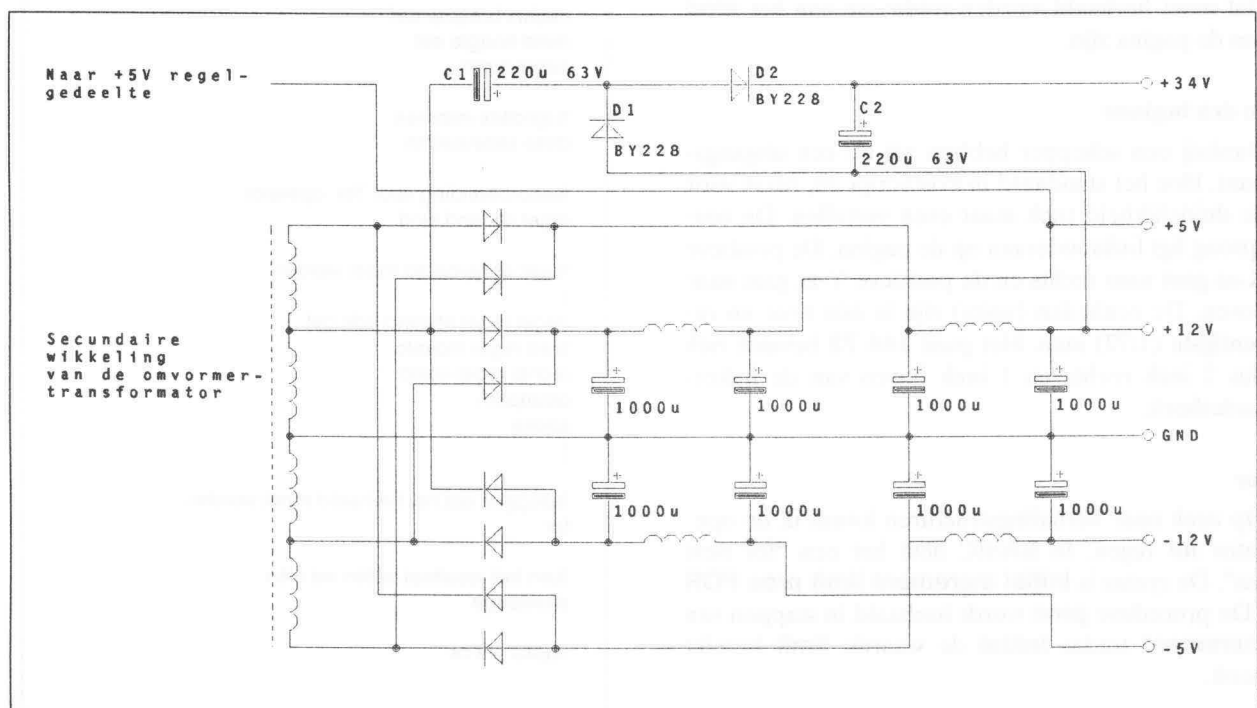 Naar +5V regel-
gedeelte
C1
220u 63V
D2
BY228
+34V
D1
BY228
C2
220u 63V
+5V
+12V
Secundaire
wikkeling
van de omvormer-
transformator
1000u
1000u
1000u
1000u
GND
1000u
1000u
1000u
1000u
-12V
-5V